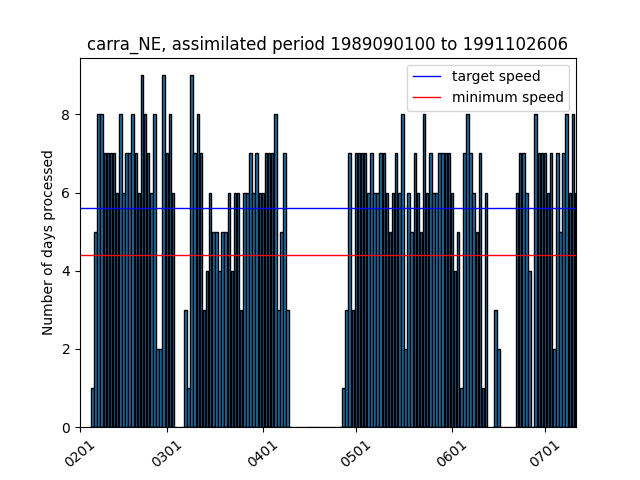 carra_NE, assimilated period 1989090100 to 1991102606
target speed
minimum speed
Number of days processed
8
6
4
2
0
0201
0301
0401
0501
0601
0701